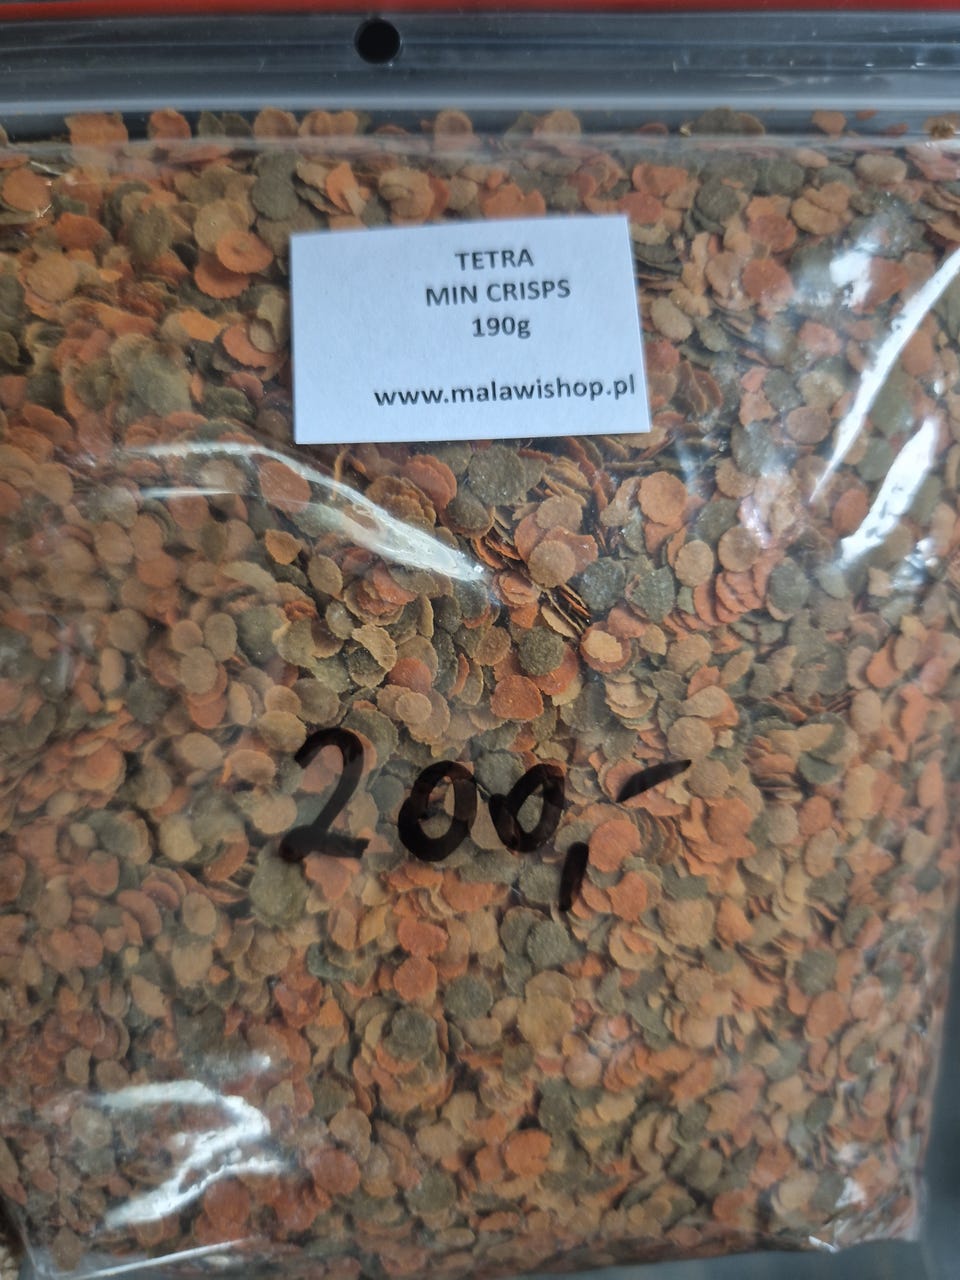 TETRA
MIN CRISPS
190g
www.malawishop.pl
200,-